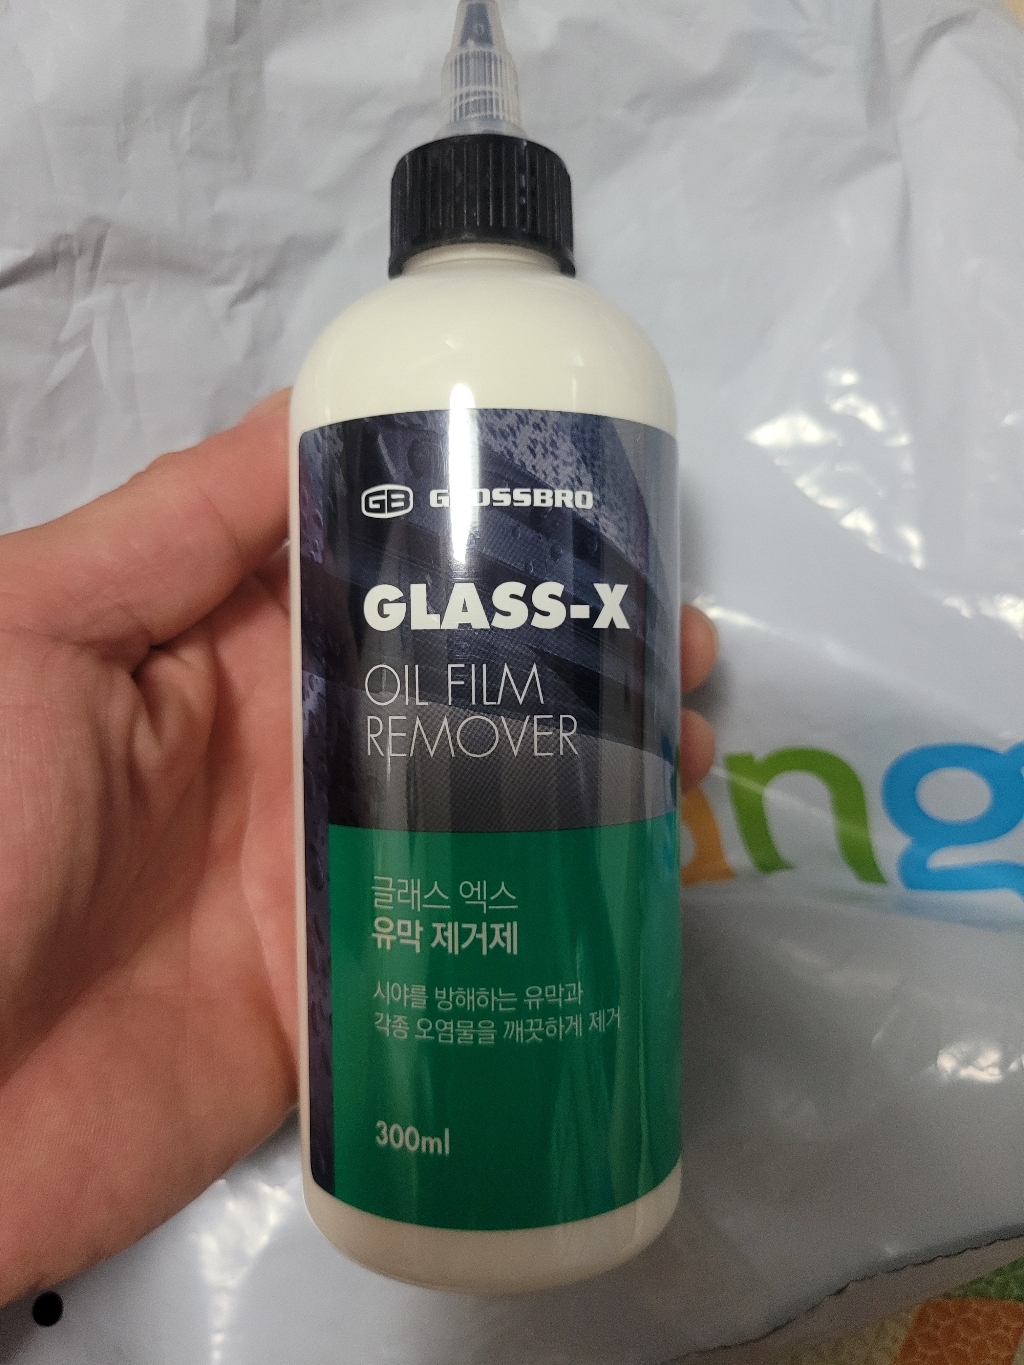 GB GLOSSBRO
GLASS-X
OIL FILM
REMOVER
글래스 엑스
유막 제거제
시야를 방해하는 유막과
각종 오염물을 깨끗하게 제거
300ml
ng